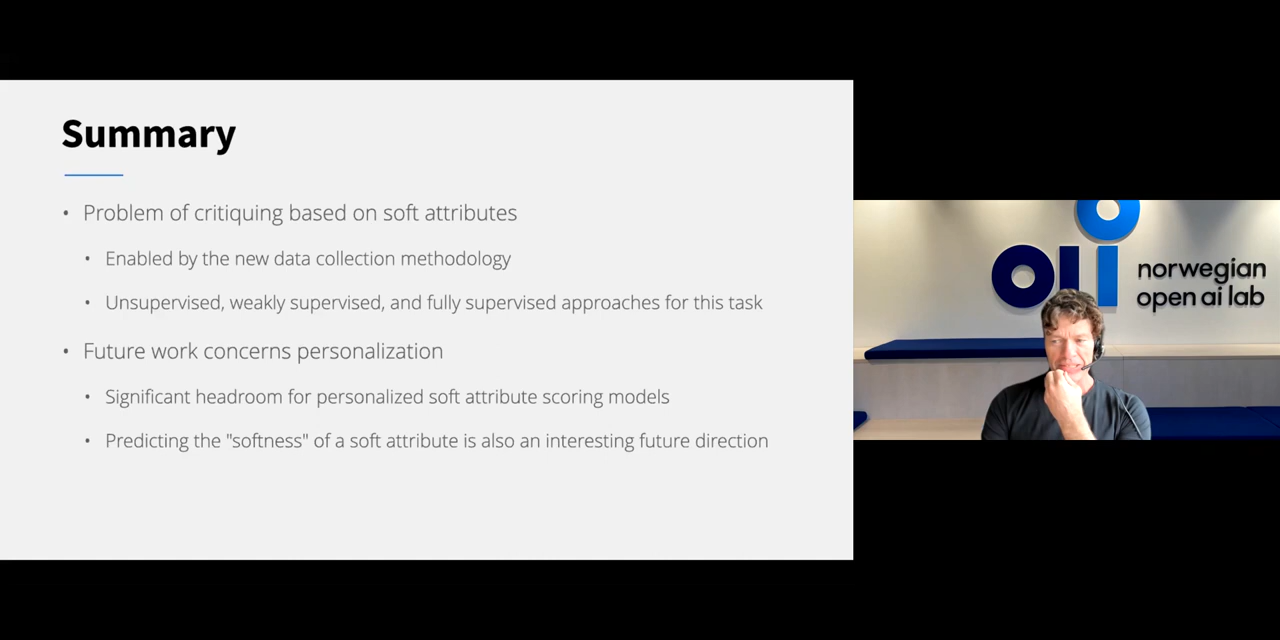 Summary
• Problem of critiquing based on soft attributes
• Enabled by the new data collection methodology
• Unsupervised, weakly supervised, and fully supervised approaches for this task
• Future work concerns personalization
• Significant headroom for personalized soft attribute scoring models
• Predicting the "softness" of a soft attribute is also an interesting future direction
norwegian
open ai lab